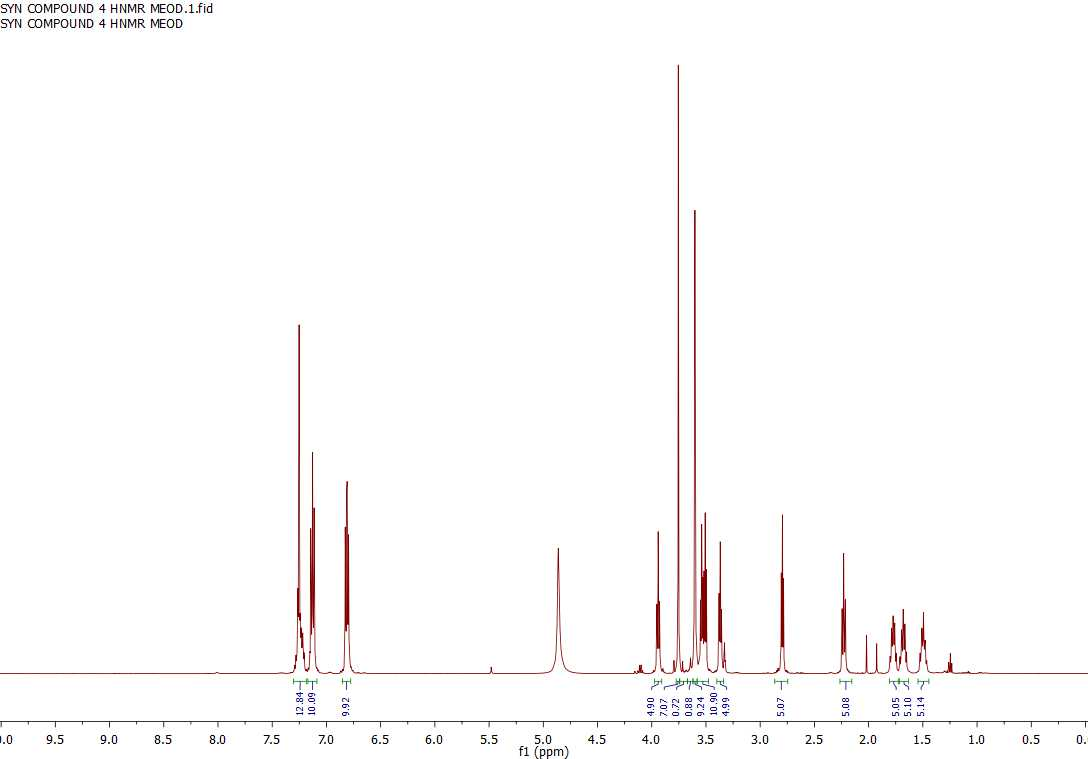 SYN COMPOUND 4 HNMR MEOD.1.fid
SYN COMPOUND 4 HNMR MEOD
12.84 10.09 9.92 4.90 7.07 0.72 0.88 9.24 10.90 4.99 5.07 5.08 5.05 5.10 5.14
.0 9.5 9.0 8.5 8.0 7.5 7.0 6.5 6.0 5.5 5.0 4.5 4.0 3.5 3.0 2.5 2.0 1.5 1.0 0.5 0.
f1 (ppm)